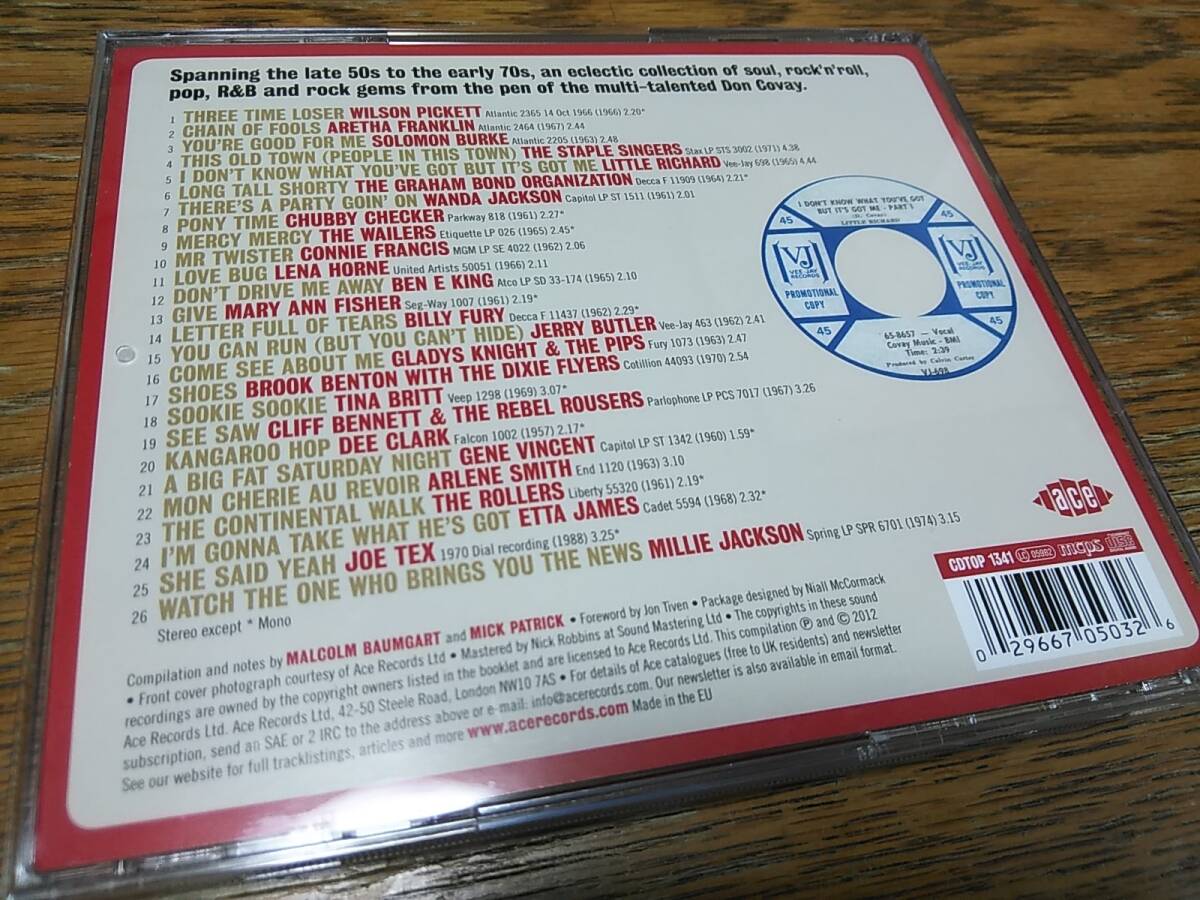 Spanning the late 50s to the early 70s, an eclectic collection of soul, rock'n'roll,
pop, R&B and rock gems from the pen of the multi-talented Don Covay.
1 THREE TIME LOSER WILSON PICKETT Atlantic 2365 14 Oct 1966 (1966) 2.20*
2 CHAIN OF FOOLS ARETHA FRANKLIN Atlantic 2464 (1967) 2.44
3 YOU'RE GOOD FOR ME SOLOMON BURKE Atlantic 2205 (1963) 2.48
4 THIS OLD TOWN (PEOPLE IN THIS TOWN) THE STAPLE SINGERS Stax LP STS 3002 (1971) 4.38
5 I DON'T KNOW WHAT YOU'VE GOT BUT IT'S GOT ME LITTLE RICHARD Vee-Jay 698 (1965) 4.44
6 LONG TALL SHORTY THE GRAHAM BOND ORGANIZATION Decca F 11909 (1964) 2.21*
7 THERE'S A PARTY GOIN' ON WANDA JACKSON Capitol LP ST 1511 (1961) 2.01
8 PONY TIME CHUBBY CHECKER Parkway 818 (1961) 2.27*
9 MERCY MERCY THE WAILERS Etiquette LP 026 (1965) 2.45*
10 MR TWISTER CONNIE FRANCIS MGM LP SE 4022 (1962) 2.06
11 LOVE BUG LENA HORNE United Artists 50051 (1966) 2.11
12 DON'T DRIVE ME AWAY BEN E KING Atco LP SD 33-174 (1965) 2.10
13 GIVE MARY ANN FISHER Seg-Way 1007 (1961) 2.19*
14 LETTER FULL OF TEARS BILLY FURY Decca F 11437 (1962) 2.29*
15 YOU CAN RUN (BUT YOU CAN'T HIDE) JERRY BUTLER Vee-Jay 463 (1962) 2.41
16 COME SEE ABOUT ME GLADYS KNIGHT & THE PIPS Fury 1073 (1963) 2.47
17 SHOES BROOK BENTON WITH THE DIXIE FLYERS Cotillion 44093 (1970) 2.54
18 SOOKIE SOOKIE TINA BRITT Veep 1298 (1969) 3.07*
19 SEE SAW CLIFF BENNETT & THE REBEL ROUSERS Parlophone LP PCS 7017 (1967) 3.26
20 KANGAROO HOP DEE CLARK Falcon 1002 (1957) 2.17*
21 A BIG FAT SATURDAY NIGHT GENE VINCENT Capitol LP ST 1342 (1960) 1.59*
22 MON CHERIE AU REVOIR ARLENE SMITH End 1120 (1963) 3.10
23 THE CONTINENTAL WALK THE ROLLERS Liberty 55320 (1961) 2.19*
24 I'M GONNA TAKE WHAT HE'S GOT ETTA JAMES Cadet 5594 (1968) 2.32*
25 SHE SAID YEAH JOE TEX 1970 Dial recording (1988) 3.25*
26 WATCH THE ONE WHO BRINGS YOU THE NEWS MILLIE JACKSON Spring LP SPR 6701 (1974) 3.15
Stereo except * Mono
I DON'T KNOW WHAT YOU'VE GOT
BUT IT'S GOT ME - PART 1
(D. Covay)
LITTLE RICHARD
45 45
VJ VJ
VEE JAY RECORDS VEE JAY RECORDS
PROMOTIONAL COPY PROMOTIONAL COPY
45 45
65-8657 - Vocal
Covay Music - BMI
Time: 2:39
Produced by Calvin Carter
VJ-698
ace
CDTOP 1341 LC 05982 mcps disc DIGITAL AUDIO
0 29667 05032 6
Compilation and notes by MALCOLM BAUMGART and MICK PATRICK • Foreword by Jon Tiven • Package designed by Niall McCormack
• Front cover photograph courtesy of Ace Records Ltd • Mastered by Nick Robbins at Sound Mastering Ltd • The copyrights in these sound
recordings are owned by the copyright owners listed in the booklet and are licensed to Ace Records Ltd. This compilation ℗ and © 2012
Ace Records Ltd. Ace Records Ltd, 42-50 Steele Road, London NW10 7AS • For details of Ace catalogues (free to UK residents) and newsletter
subscription, send an SAE or 2 IRC to the address above or e-mail: info@acerecords.com. Our newsletter is also available in email format.
See our website for full tracklistings, articles and more www.acerecords.com Made in the EU